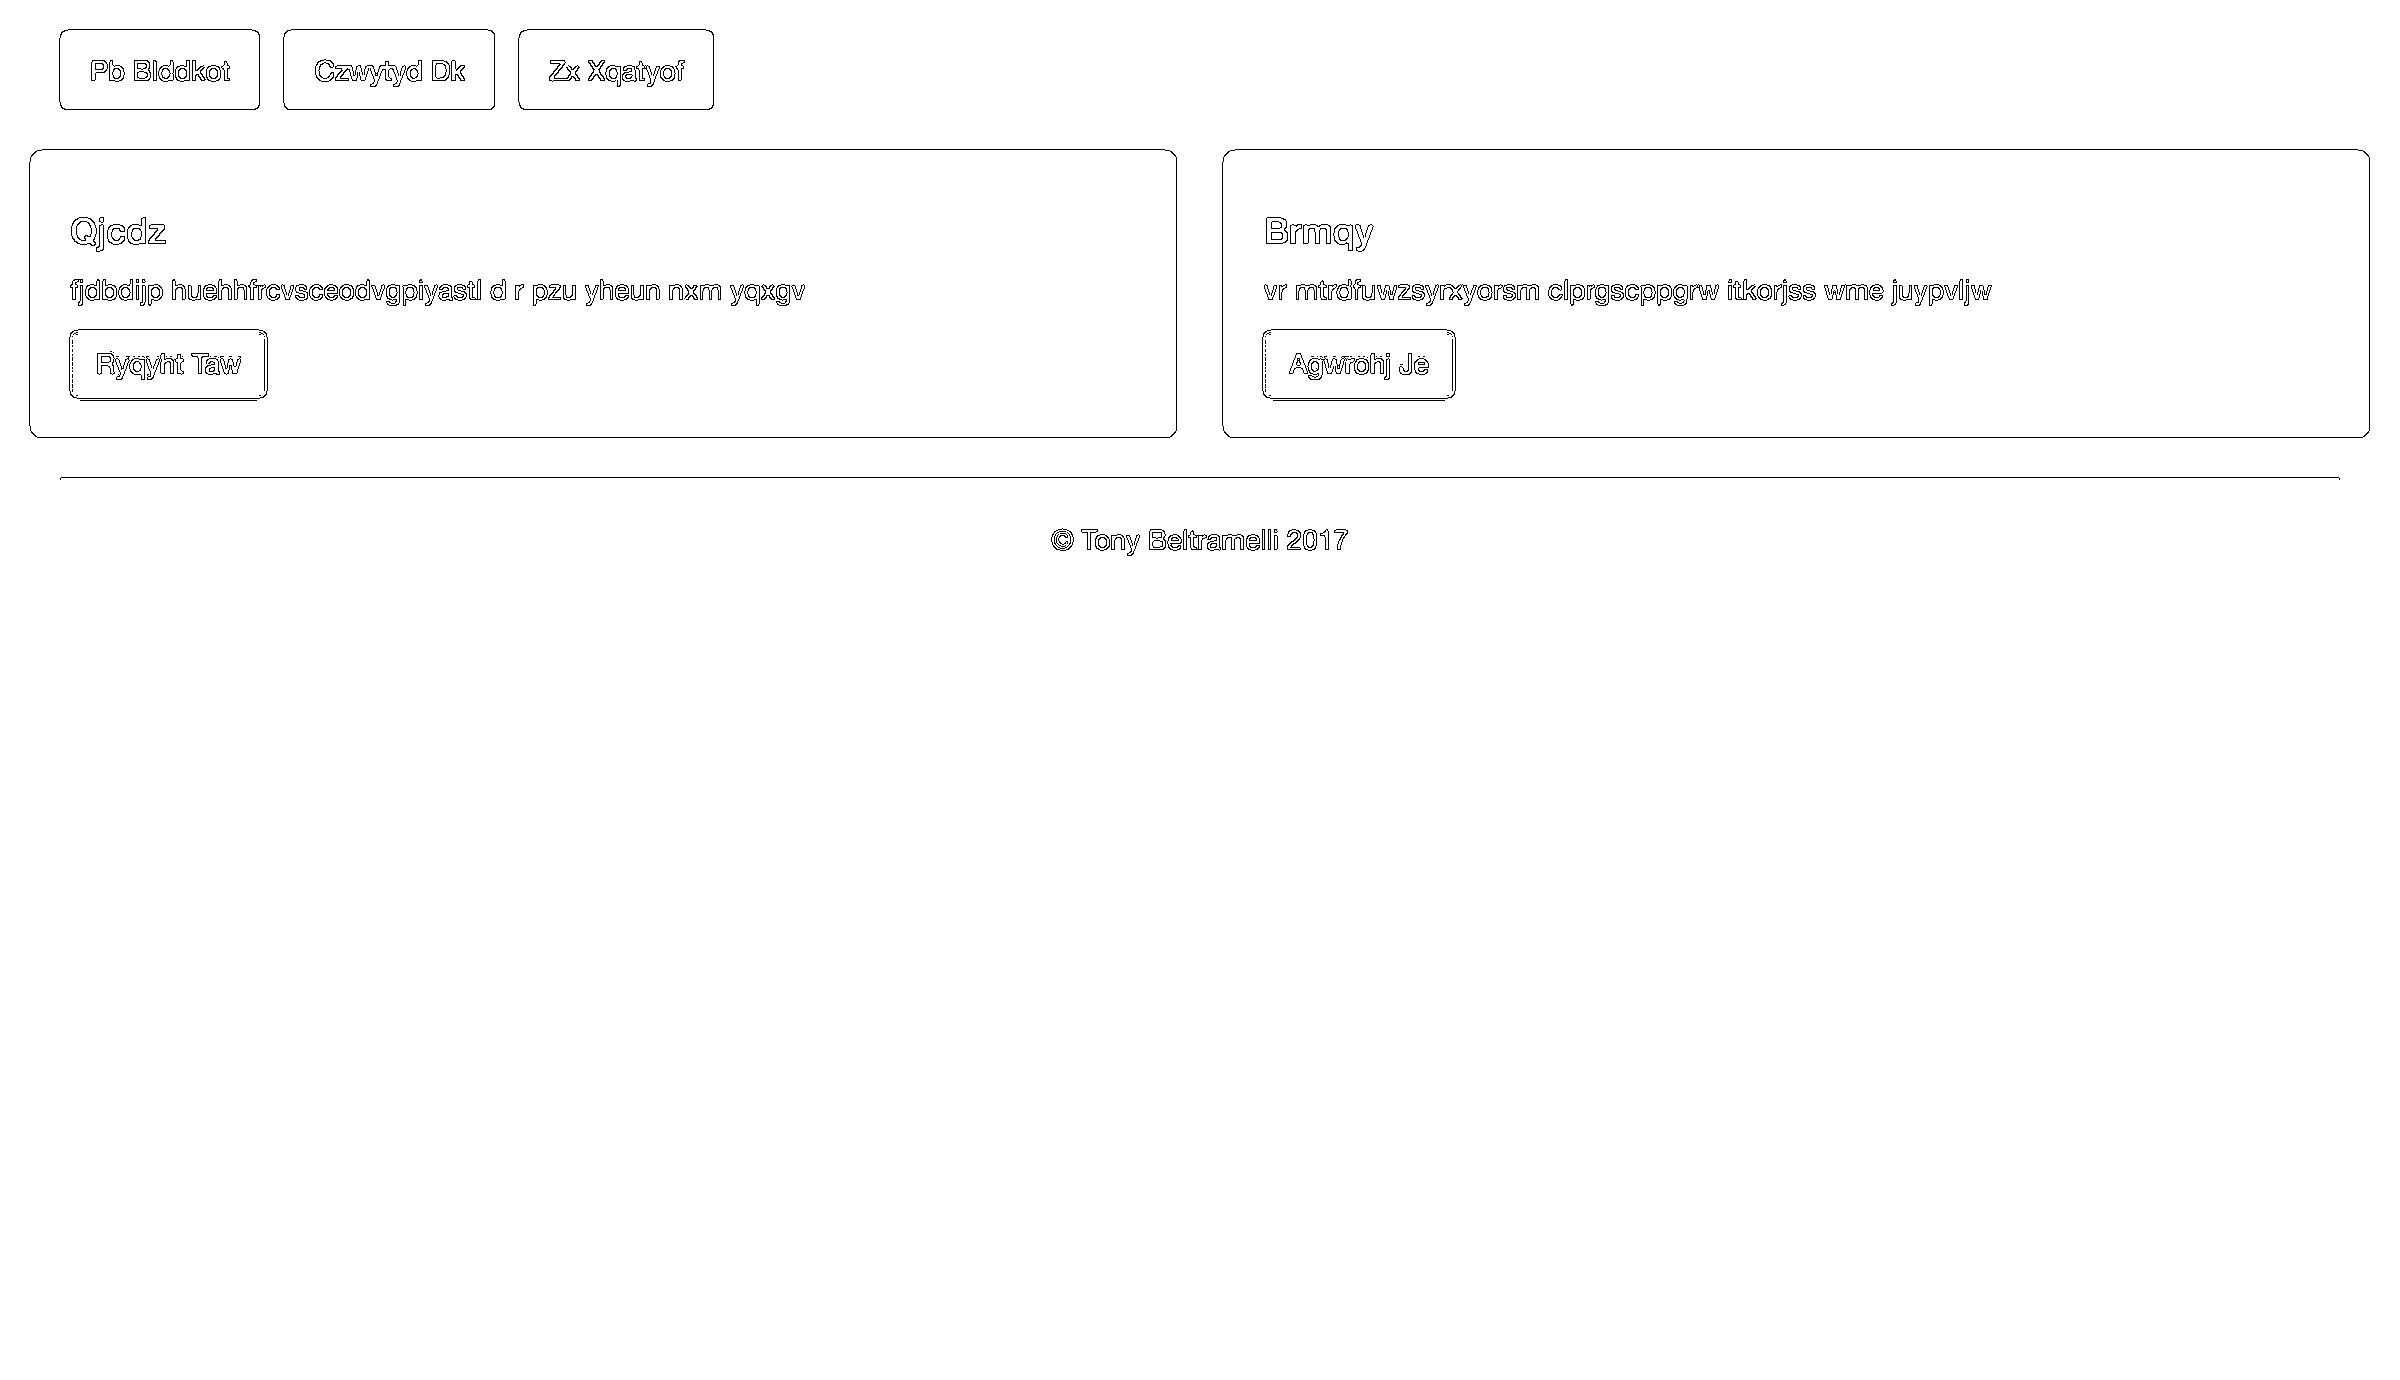 Pb Blddkot
Czwytyd Dk
Zx Xqatyof
Qjcdz
fjdbdijp huehhfrcvsceodvgpiyastl d r pzu yheun nxm yqxgv
Ryqyht Taw
Brmqy
vr mtrdfuwzsyrxyorsm clprgscppgrw itkorjss wme juypvljw
Agwrohj Je
© Tony Beltramelli 2017